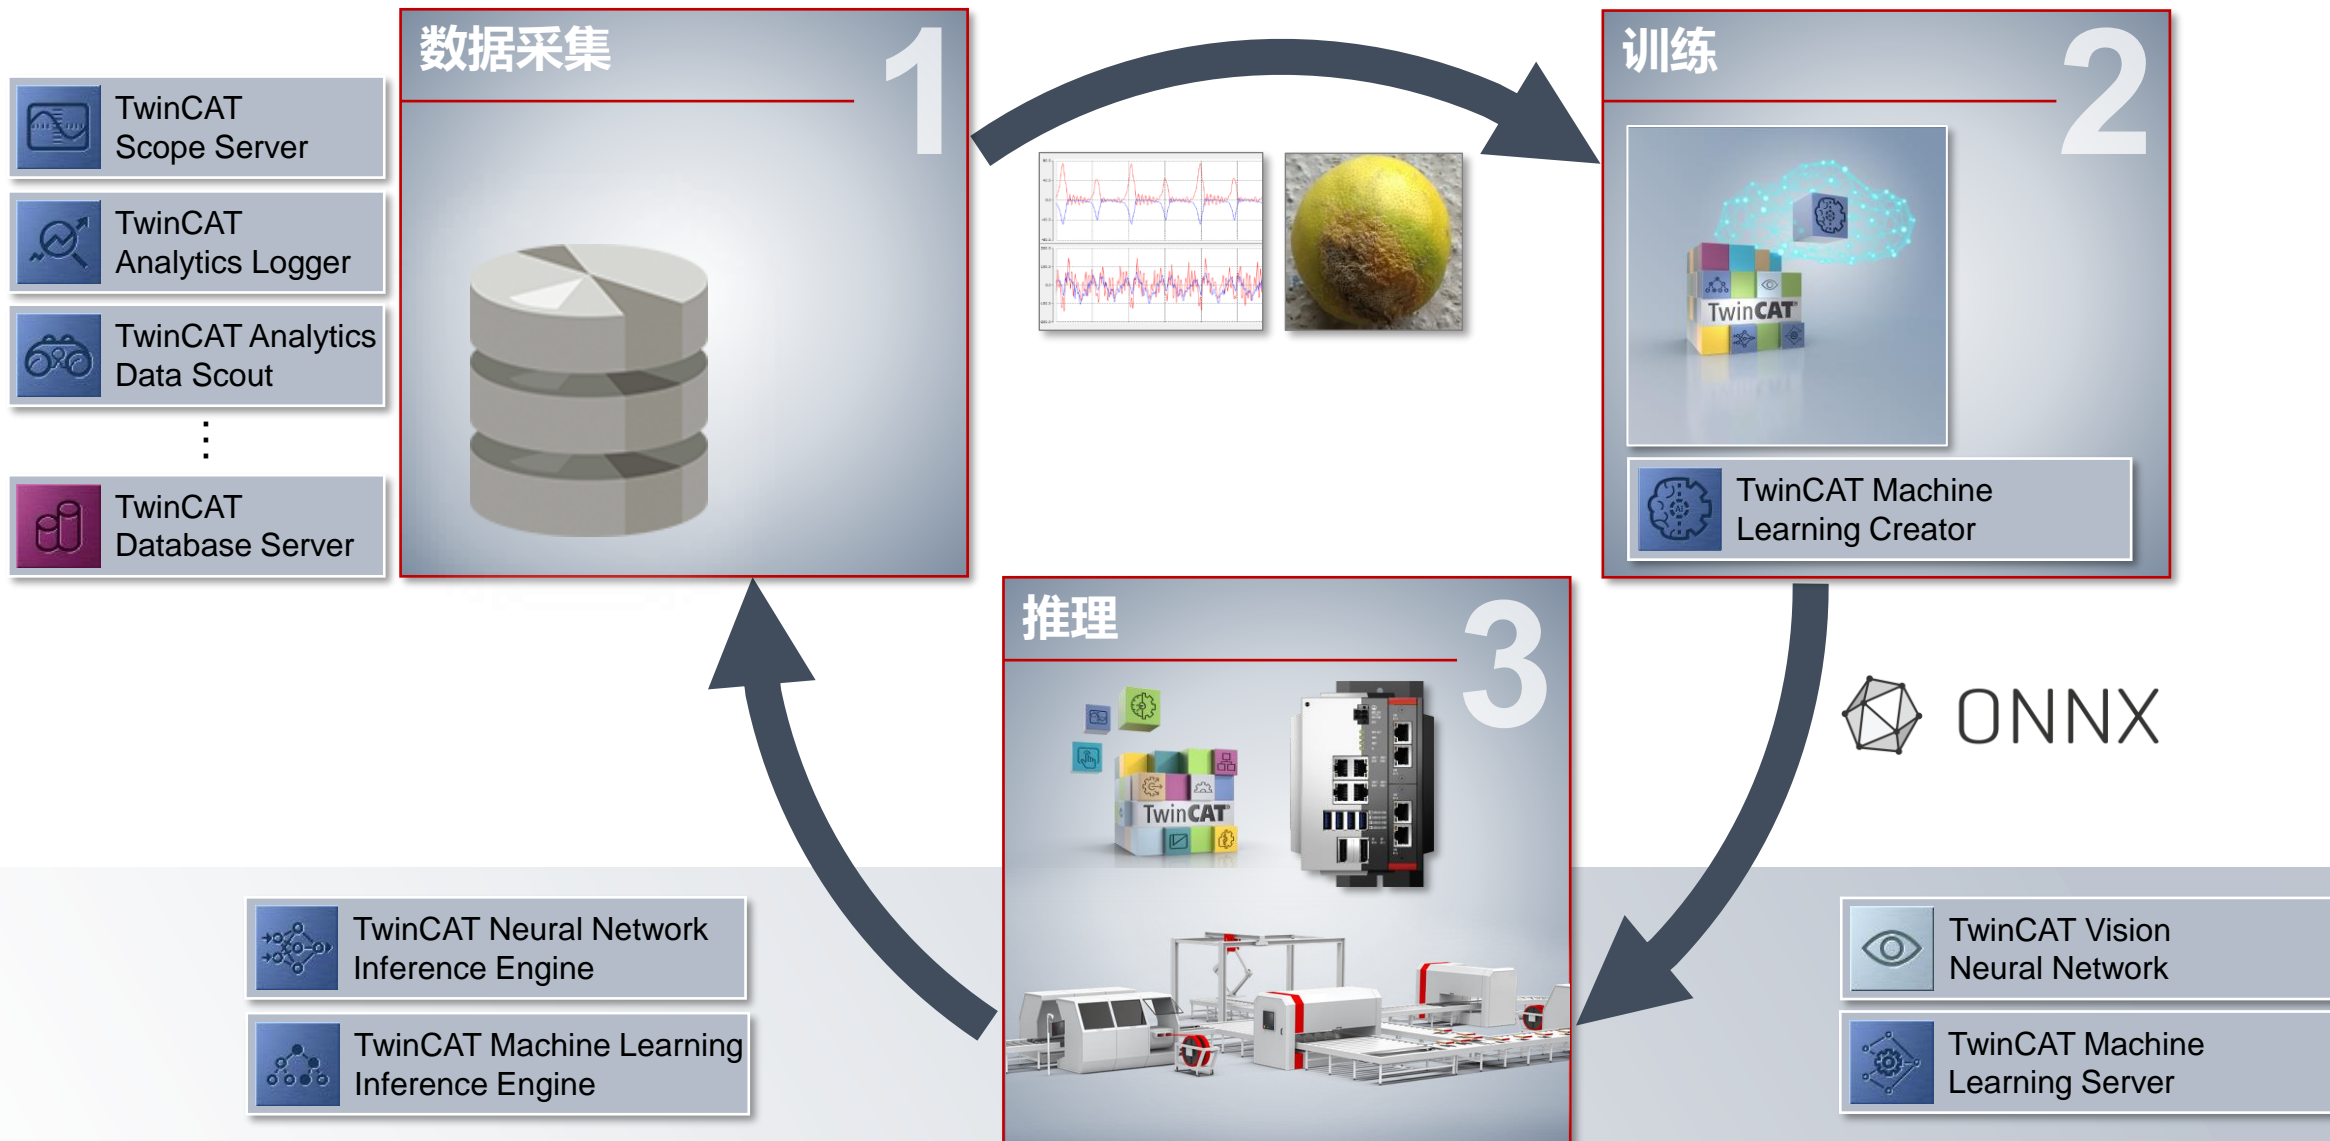 数据采集
1
TwinCAT
Scope Server
TwinCAT
Analytics Logger
TwinCAT Analytics
Data Scout
TwinCAT
Database Server
训练
2
TwinCAT
TwinCAT Machine
Learning Creator
ONNX
推理
3
TwinCAT
TwinCAT Neural Network
Inference Engine
TwinCAT Machine Learning
Inference Engine
TwinCAT Vision
Neural Network
TwinCAT Machine
Learning Server